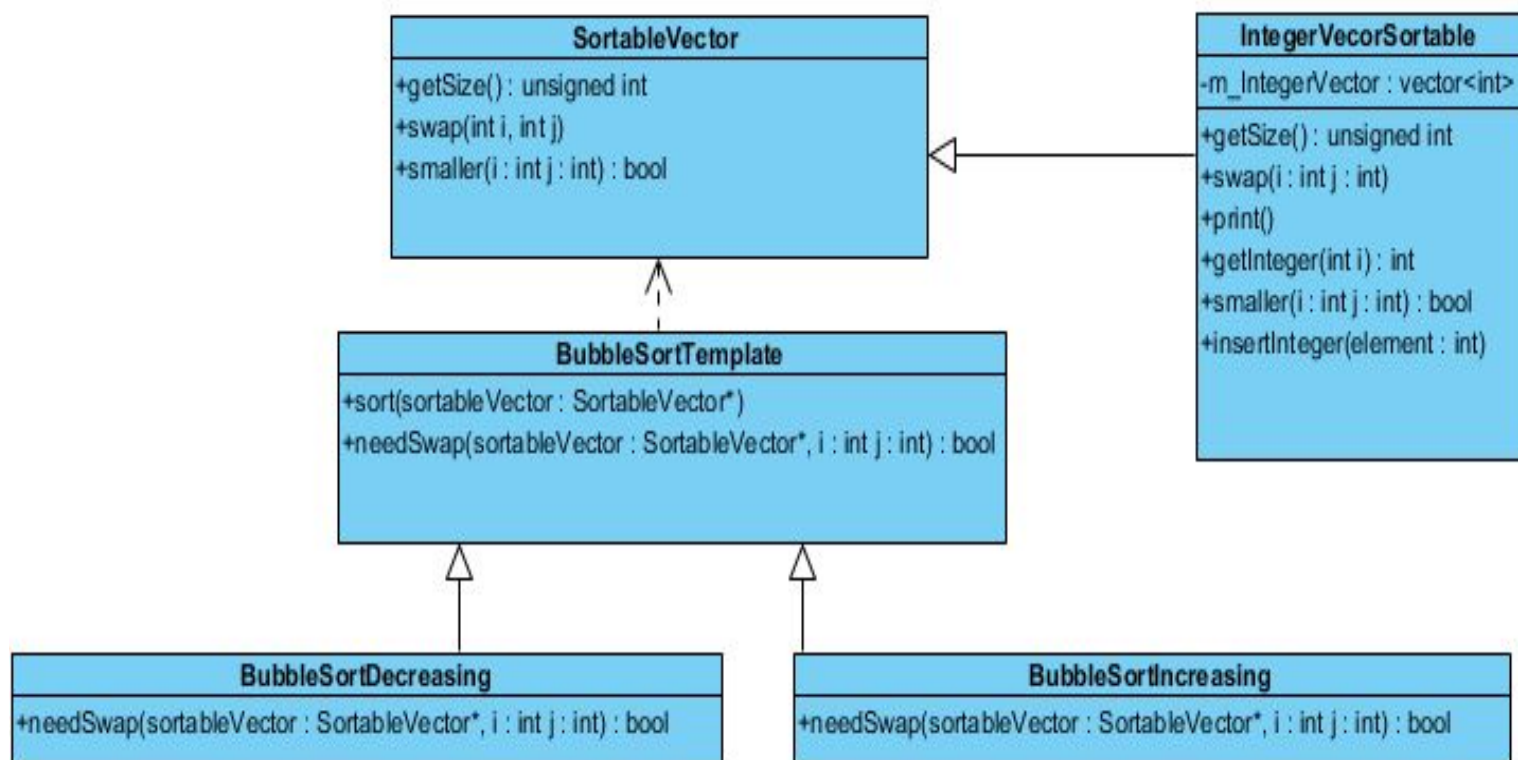 SortableVector
+getSize() : unsigned int
+swap(int i, int j)
+smaller(i : int j : int) : bool
IntegerVecorSortable
-m_IntegerVector : vector<int>
+getSize() : unsigned int
+swap(i : int j : int)
+print()
+getInteger(int i) : int
+smaller(i : int j : int) : bool
+insertInteger(element : int)
BubbleSortTemplate
+sort(sortableVector : SortableVector*)
+needSwap(sortableVector : SortableVector*, i : int j : int) : bool
BubbleSortDecreasing
+needSwap(sortableVector : SortableVector*, i : int j : int) : bool
BubbleSortIncreasing
+needSwap(sortableVector : SortableVector*, i : int j : int) : bool